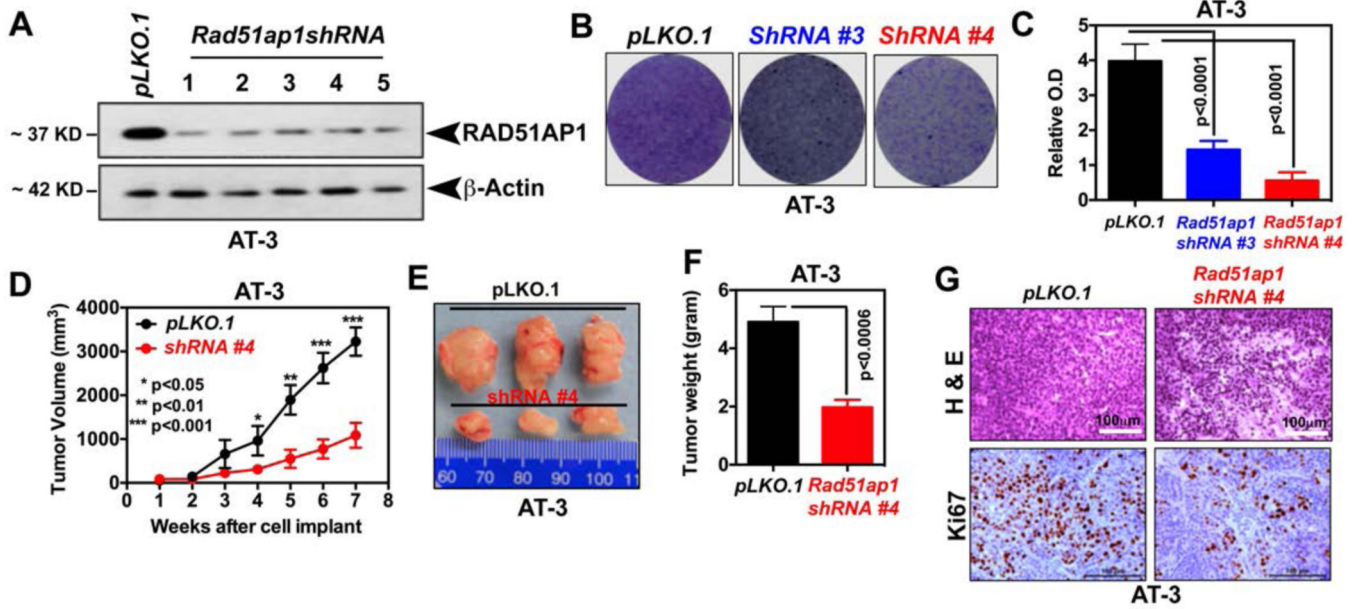 A
pLKO.1
Rad51ap1shRNA
1 2 3 4 5
~ 37 KD
RAD51AP1
~ 42 KD
β-Actin
AT-3
B
pLKO.1
ShRNA #3
ShRNA #4
AT-3
C
AT-3
Relative O.D
5
4
3
2
1
0
p<0.0001
p<0.0001
pLKO.1
Rad51ap1
shRNA #3
Rad51ap1
shRNA #4
D
AT-3
Tumor Volume (mm3)
4000
3000
2000
1000
0
pLKO.1
shRNA #4
* p<0.05
** p<0.01
*** p<0.001
*
**
***
***
0 1 2 3 4 5 6 7 8
Weeks after cell implant
E
pLKO.1
shRNA #4
60 70 80 90 100 11
AT-3
F
AT-3
Tumor weight (gram)
6
4
2
0
p<0.0006
pLKO.1
Rad51ap1
shRNA #4
G
pLKO.1
Rad51ap1
shRNA #4
H & E
100μm
100μm
Ki67
AT-3